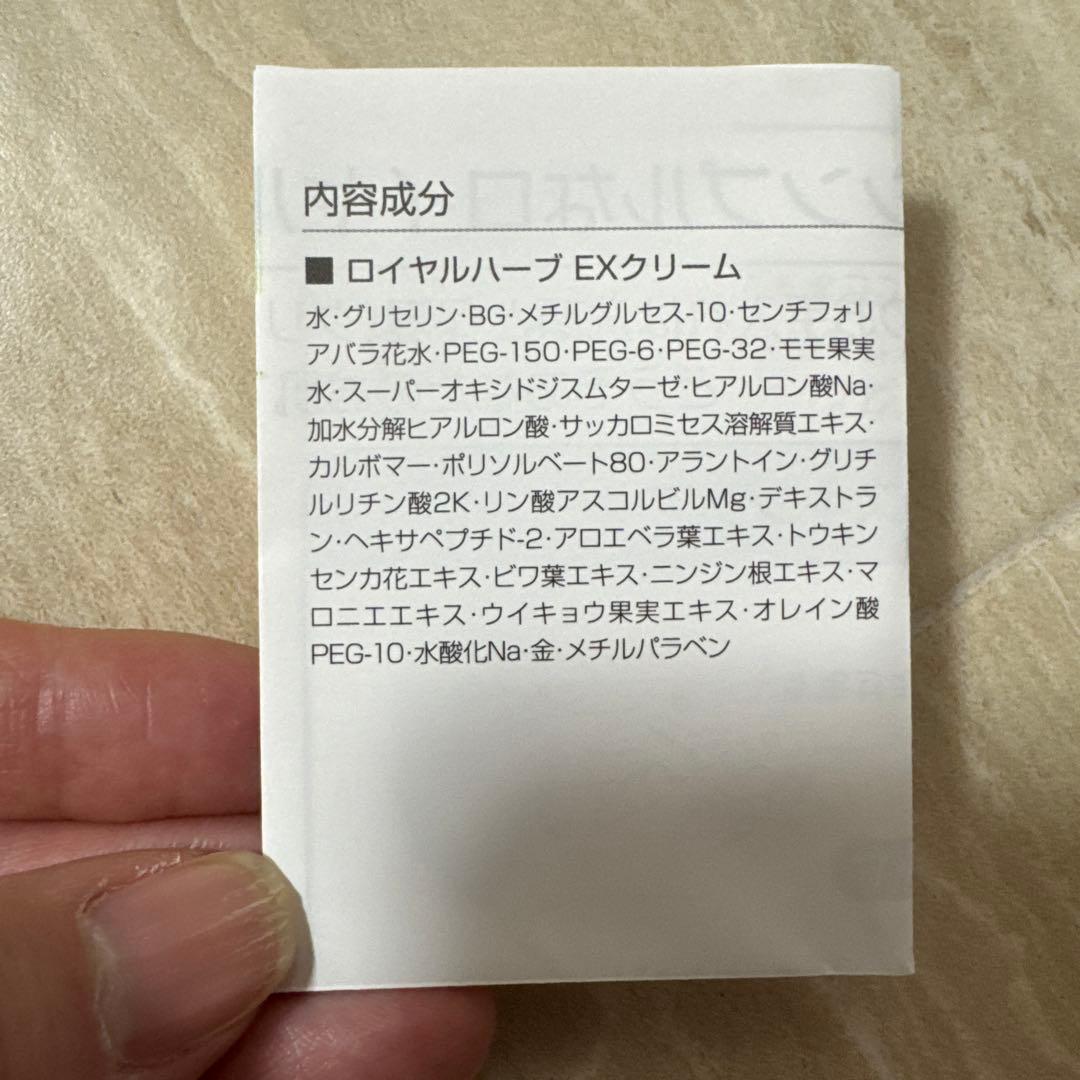 内容成分
■ ロイヤルハーブ EXクリーム
水・グリセリン・BG・メチルグルセス-10・センチフォリ
アバラ花水・PEG-150・PEG-6・PEG-32・モモ果実
水・スーパーオキシドジスムターゼ・ヒアルロン酸Na・
加水分解ヒアルロン酸・サッカロミセス溶解質エキス・
カルボマー・ポリソルベート80・アラントイン・グリチ
ルリチン酸2K・リン酸アスコルビルMg・デキストラ
ン・ヘキサペプチド-2・アロエベラ葉エキス・トウキン
センカ花エキス・ビワ葉エキス・ニンジン根エキス・マ
ロニエエキス・ウイキョウ果実エキス・オレイン酸
PEG-10・水酸化Na・金・メチルパラベン